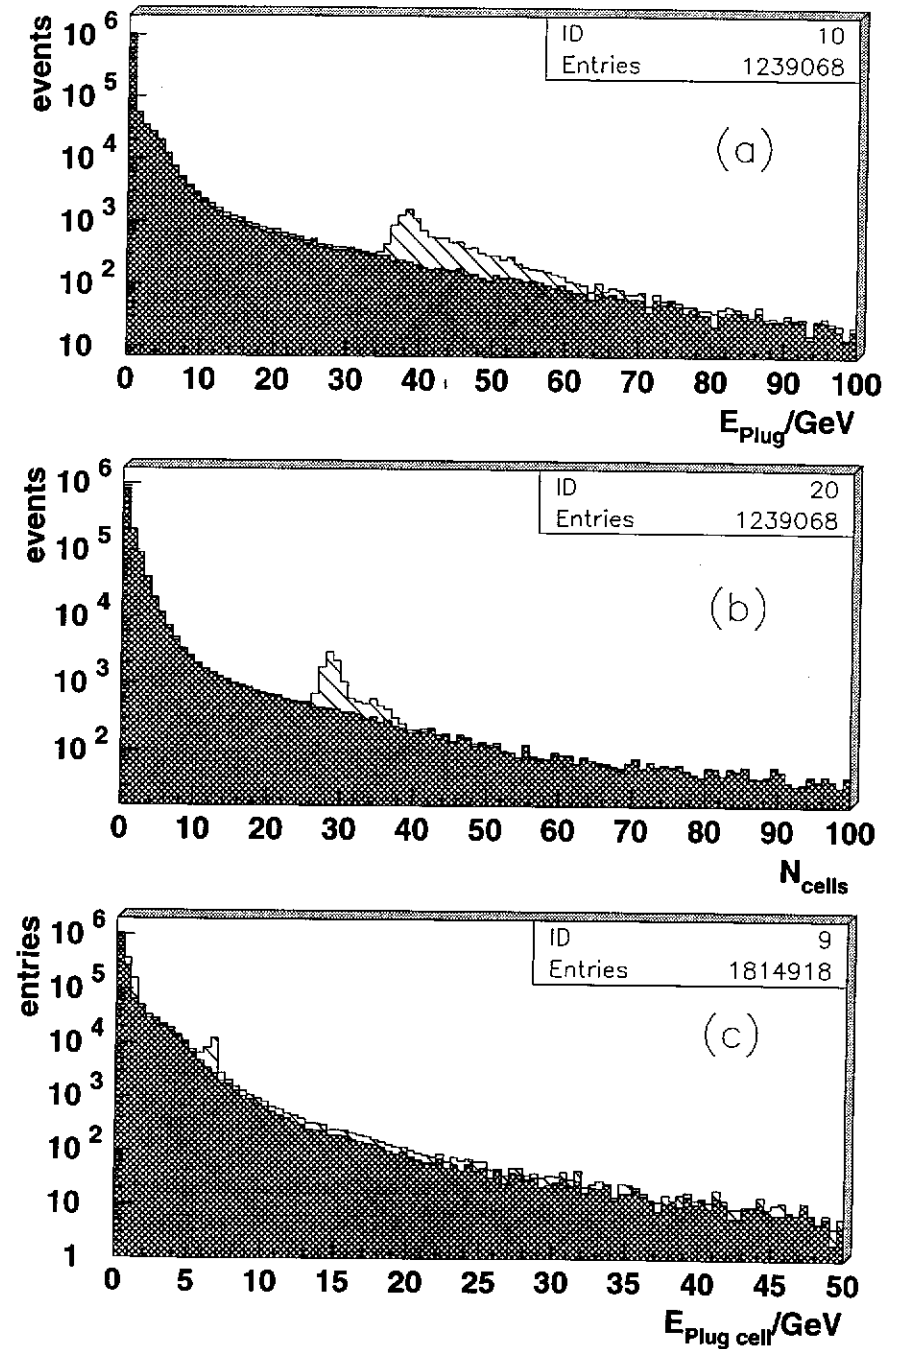 events
10^6
10^5
10^4
10^3
10^2
10
ID 10
Entries 1239068
(a)
0 10 20 30 40 50 60 70 80 90 100
E_Plug/GeV
events
10^6
10^5
10^4
10^3
10^2
ID 20
Entries 1239068
(b)
0 10 20 30 40 50 60 70 80 90 100
N_cells
entries
10^6
10^5
10^4
10^3
10^2
10
1
ID 9
Entries 1814918
(c)
0 5 10 15 20 25 30 35 40 45 50
E_Plug cell/GeV